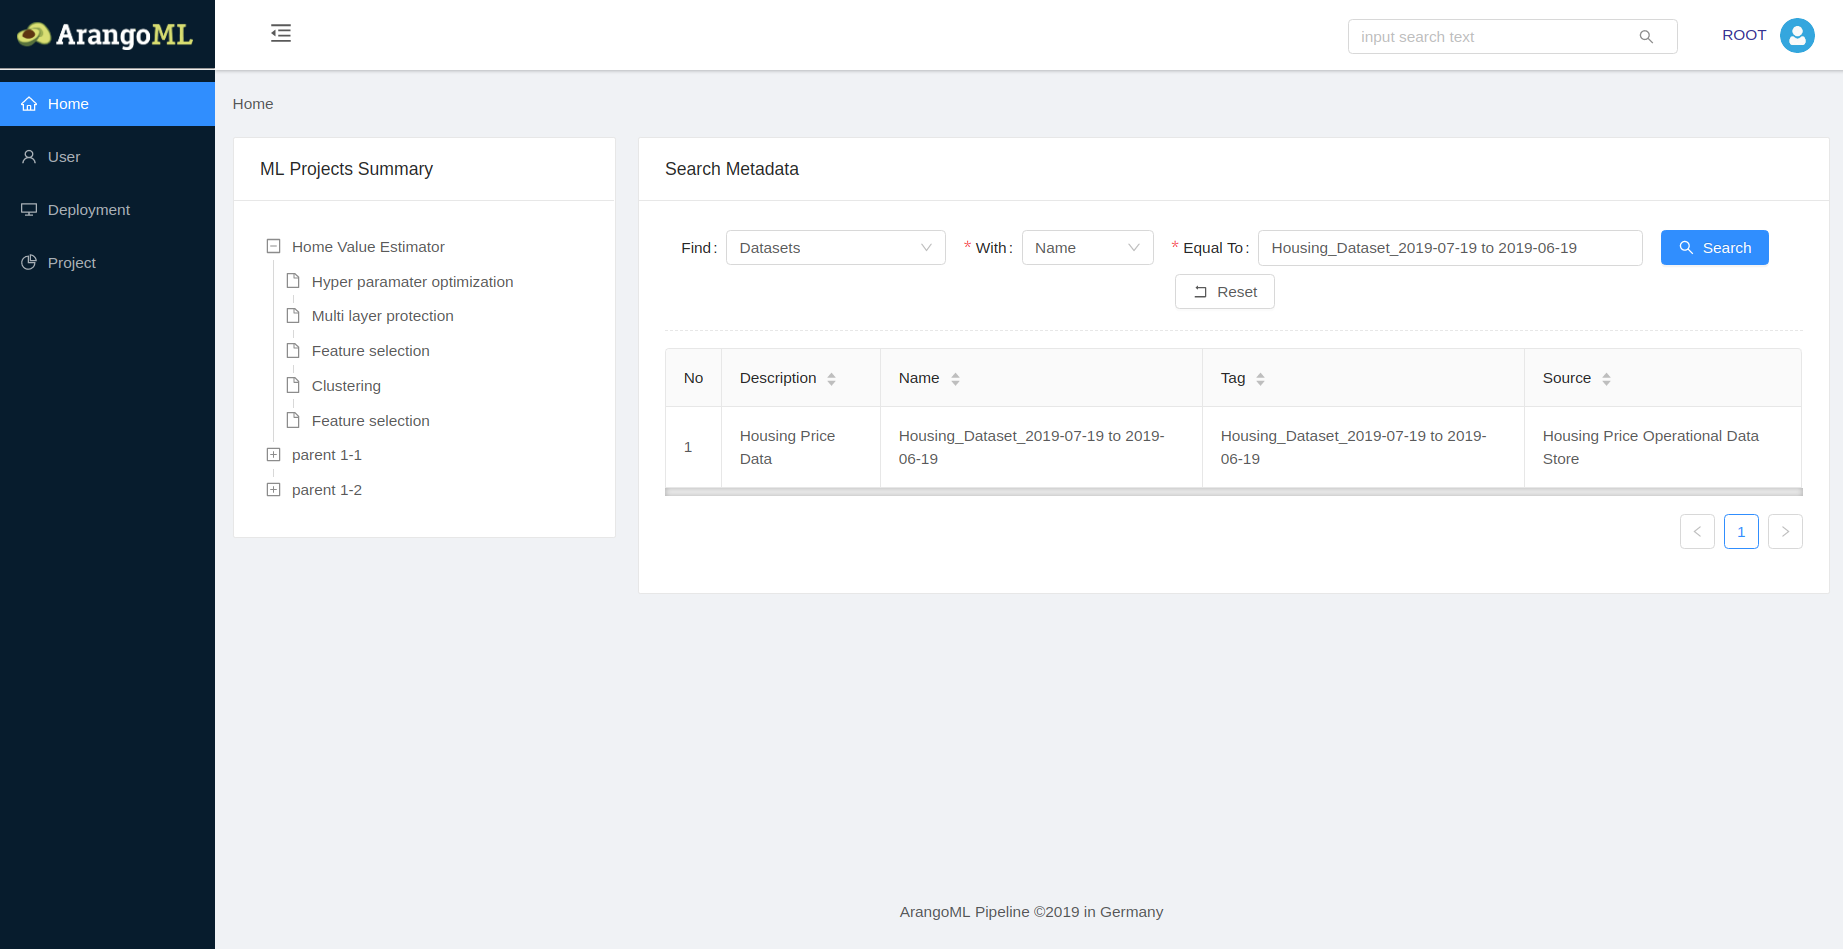 ArangoML
input search text
ROOT
Home
User
Deployment
Project
Home
ML Projects Summary
Home Value Estimator
Hyper paramater optimization
Multi layer protection
Feature selection
Clustering
Feature selection
parent 1-1
parent 1-2
Search Metadata
Find: Datasets * With: Name * Equal To: Housing_Dataset_2019-07-19 to 2019-06-19 Search
Reset
No Description Name Tag Source
1 Housing Price Housing_Dataset_2019-07-19 to 2019- Housing_Dataset_2019-07-19 to 2019- Housing Price Operational Data
Data 06-19 06-19 Store
< 1 >
ArangoML Pipeline ©2019 in Germany